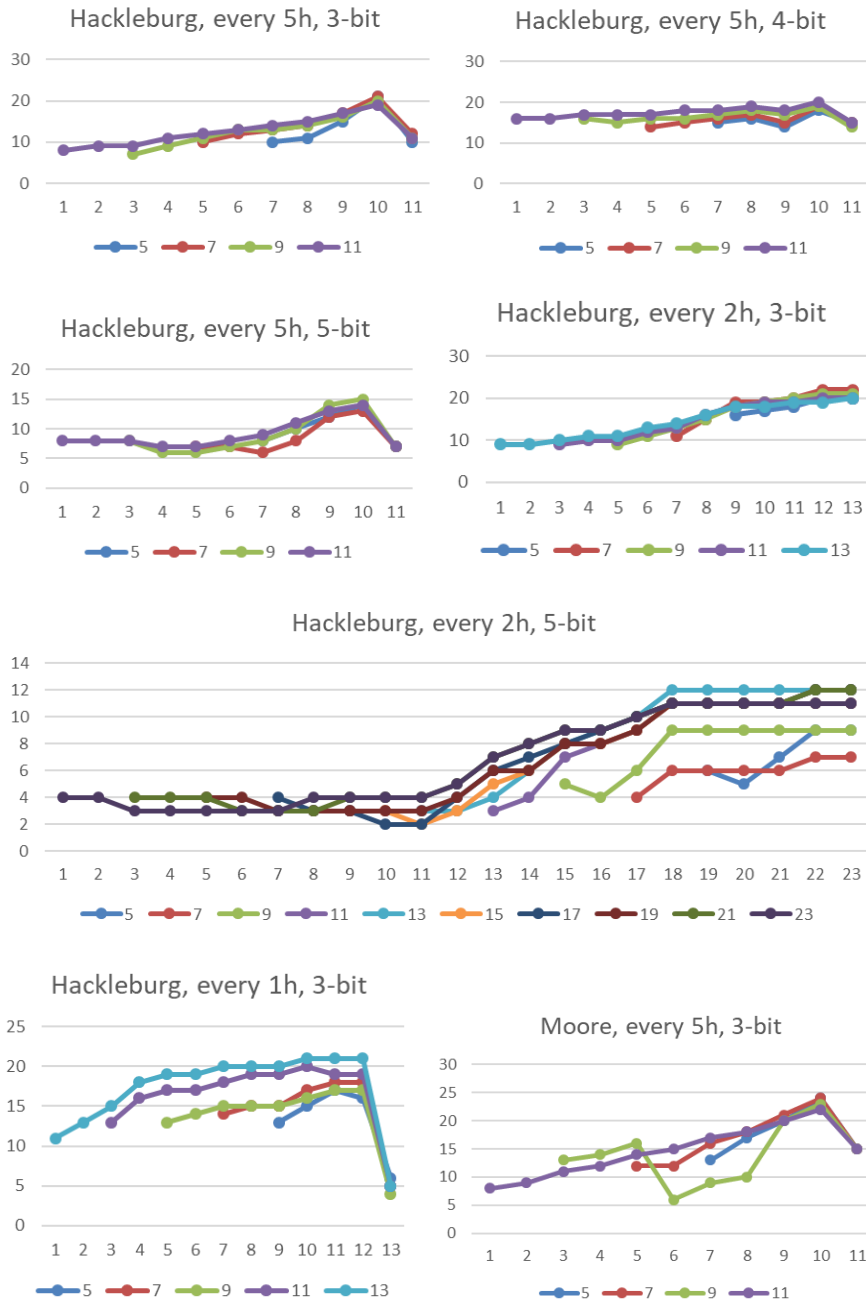 Hackleburg, every 5h, 3-bit
30
20
10
0
1 2 3 4 5 6 7 8 9 10 11
5 7 9 11
Hackleburg, every 5h, 4-bit
30
20
10
0
1 2 3 4 5 6 7 8 9 10 11
5 7 9 11
Hackleburg, every 5h, 5-bit
20
15
10
5
0
1 2 3 4 5 6 7 8 9 10 11
5 7 9 11
Hackleburg, every 2h, 3-bit
30
20
10
0
1 2 3 4 5 6 7 8 9 10 11 12 13
5 7 9 11 13
Hackleburg, every 2h, 5-bit
14
12
10
8
6
4
2
0
1 2 3 4 5 6 7 8 9 10 11 12 13 14 15 16 17 18 19 20 21 22 23
5 7 9 11 13 15 17 19 21 23
Hackleburg, every 1h, 3-bit
25
20
15
10
5
0
1 2 3 4 5 6 7 8 9 10 11 12 13
5 7 9 11 13
Moore, every 5h, 3-bit
30
25
20
15
10
5
0
1 2 3 4 5 6 7 8 9 10 11
5 7 9 11